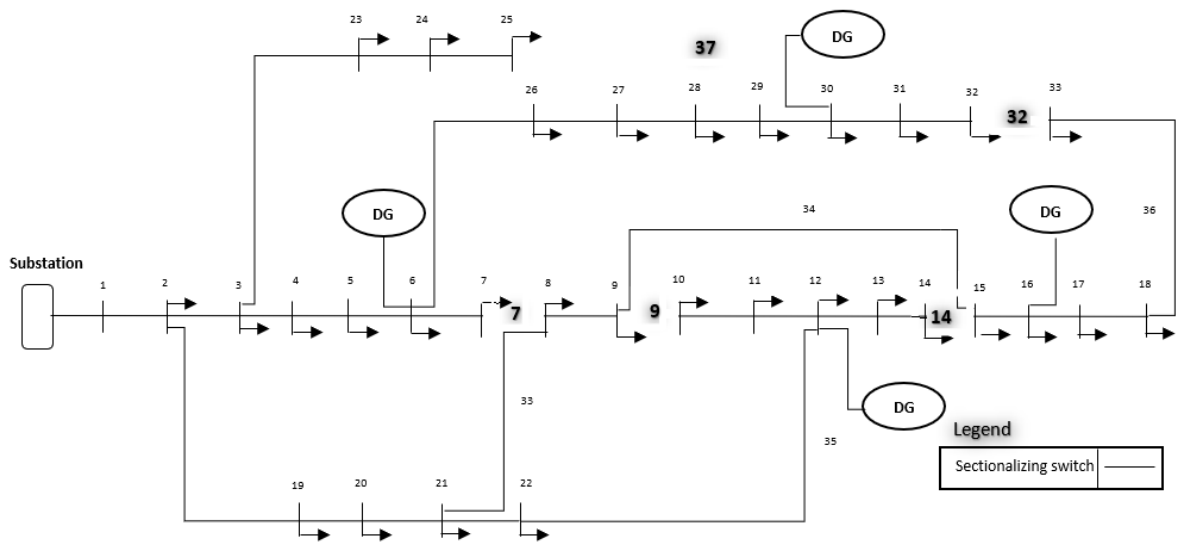 23 24 25
37
DG
26 27 28 29 30 31 32 32 33
DG
DG
34
36
Substation
1 2 3 4 5 6 7 7 8 9 9 10 11 12 13 14 14 15 16 17 18
DG
33
35
Legend
Sectionalizing switch
19 20 21 22